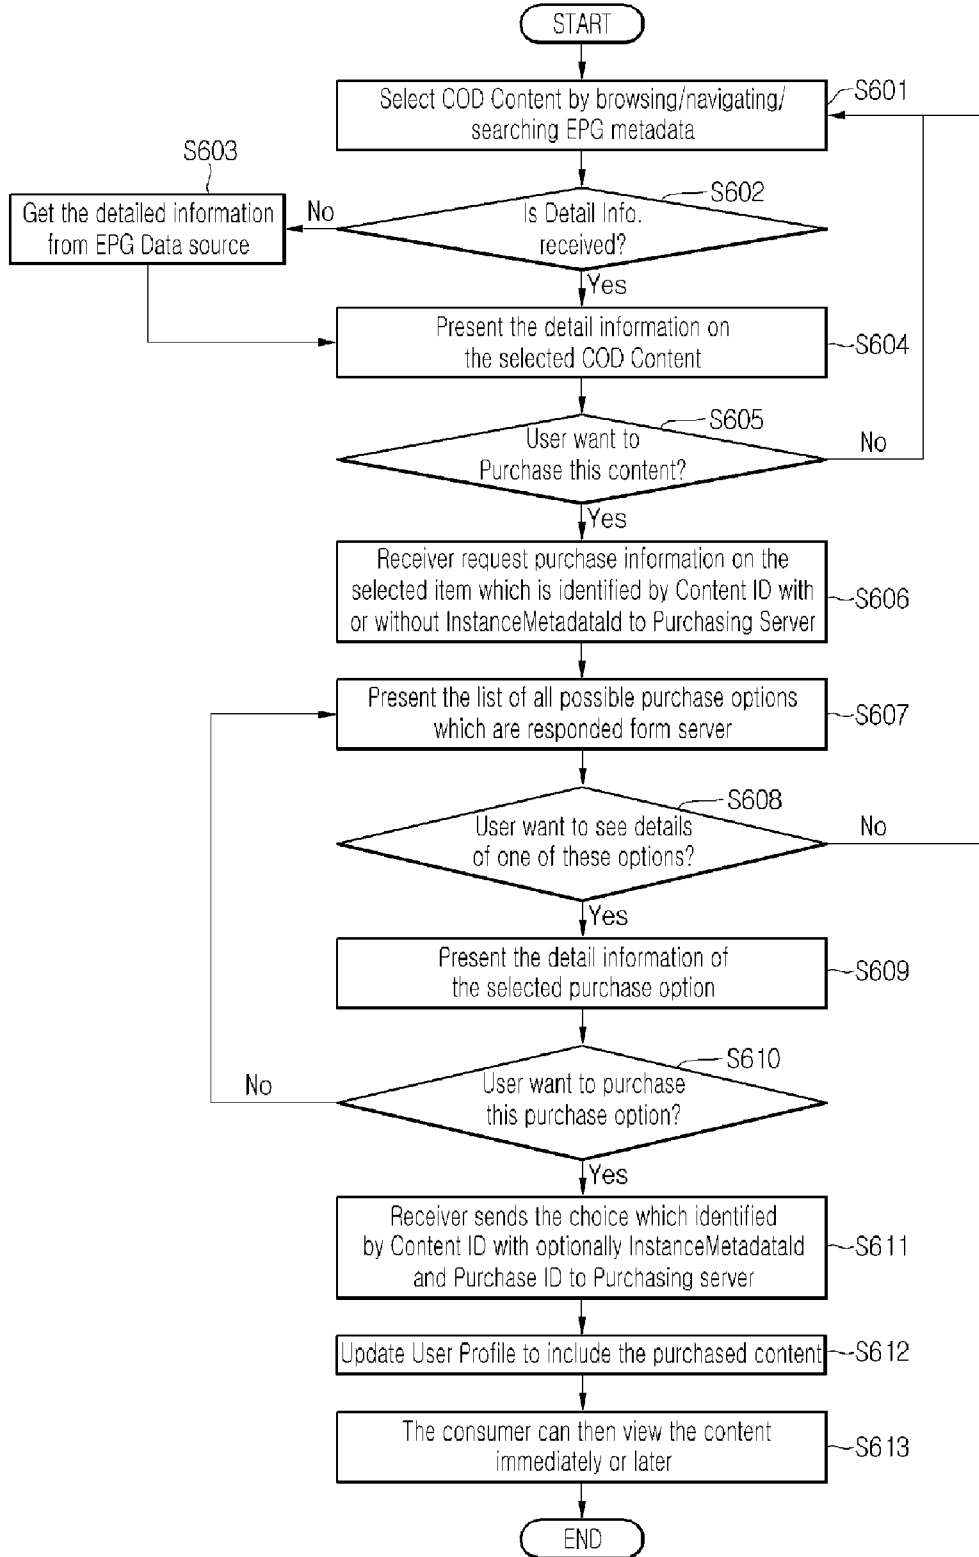 START
Select COD Content by browsing/navigating/
searching EPG metadata
S601
S603
Get the detailed information
from EPG Data source
No
S602
Is Detail Info.
received?
Yes
Present the detail information on
the selected COD Content
S604
S605
User want to
Purchase this content?
No
Yes
Receiver request purchase information on the
selected item which is identified by Content ID with
or without InstanceMetadataId to Purchasing Server
S606
Present the list of all possible purchase options
which are responded form server
S607
S608
User want to see details
of one of these options?
No
Yes
Present the detail information of
the selected purchase option
S609
S610
User want to purchase
this purchase option?
No
Yes
Receiver sends the choice which identified
by Content ID with optionally InstanceMetadataId
and Purchase ID to Purchasing server
S611
Update User Profile to include the purchased content
S612
The consumer can then view the content
immediately or later
S613
END